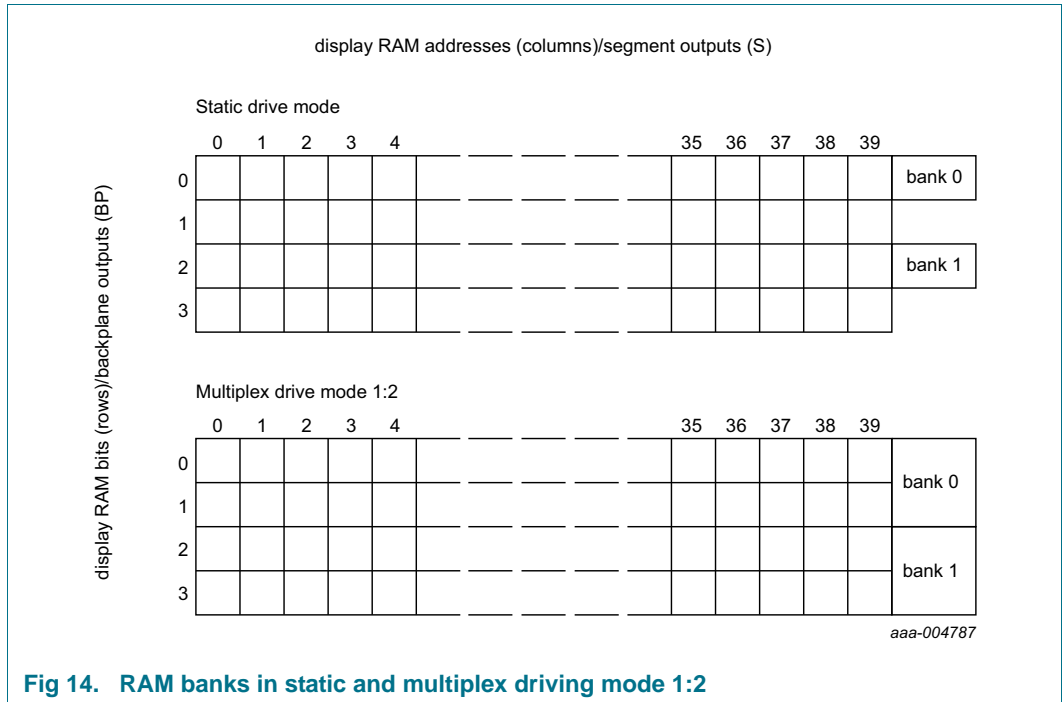 display RAM addresses (columns)/segment outputs (S)
display RAM bits (rows)/backplane outputs (BP)
Static drive mode
0 1 2 3 4 35 36 37 38 39
0 bank 0
1
2 bank 1
3
Multiplex drive mode 1:2
0 1 2 3 4 35 36 37 38 39
0
bank 0
1
2
bank 1
3
aaa-004787
Fig 14. RAM banks in static and multiplex driving mode 1:2